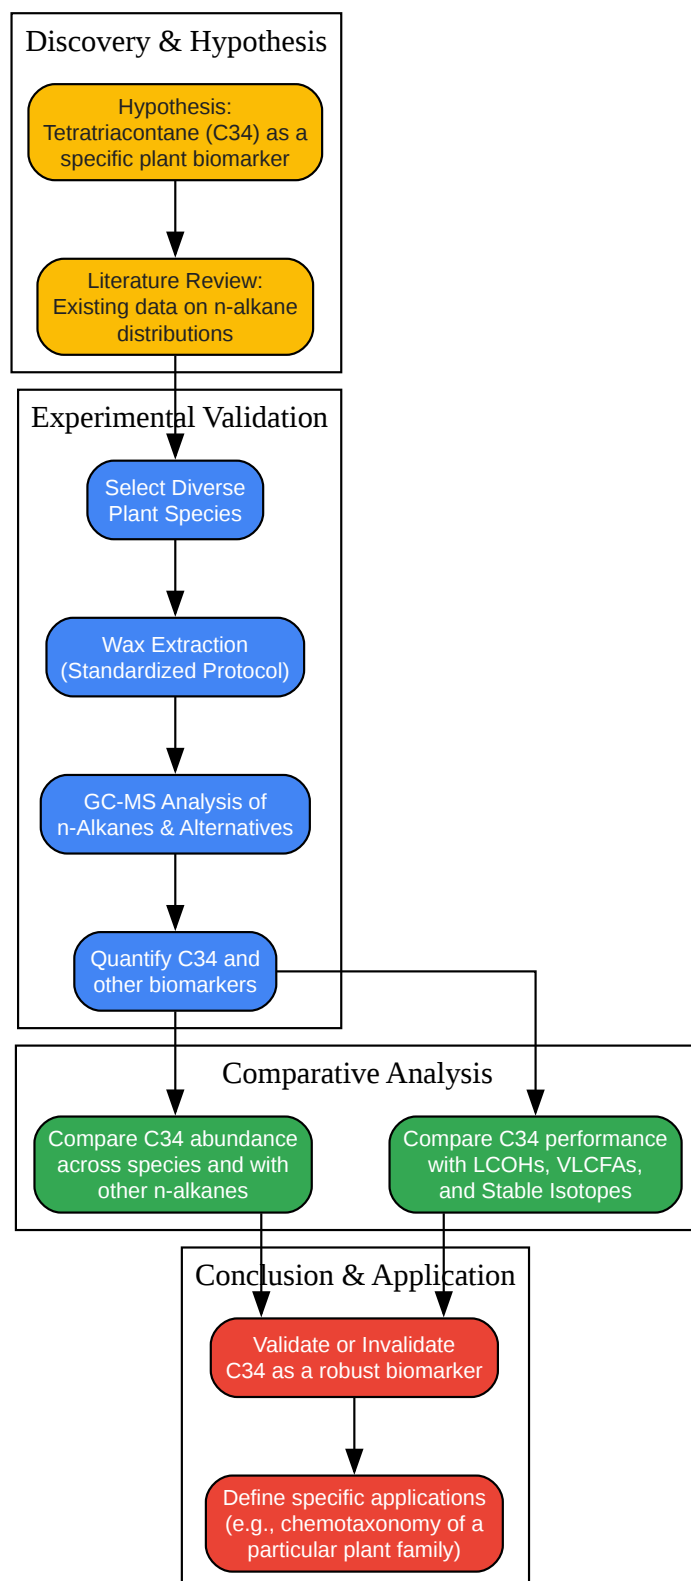 Discovery & Hypothesis
Hypothesis:
Tetratriacontane (C34) as a
specific plant biomarker
Literature Review:
Existing data on n-alkane
distributions
Experimental Validation
Select Diverse
Plant Species
Wax Extraction
(Standardized Protocol)
GC-MS Analysis of
n-Alkanes & Alternatives
Quantify C34 and
other biomarkers
Comparative Analysis
Compare C34 abundance
across species and with
other n-alkanes
Compare C34 performance
with LCOHs, VLCFAs,
and Stable Isotopes
Conclusion & Application
Validate or Invalidate
C34 as a robust biomarker
Define specific applications
(e.g., chemotaxonomy of a
particular plant family)